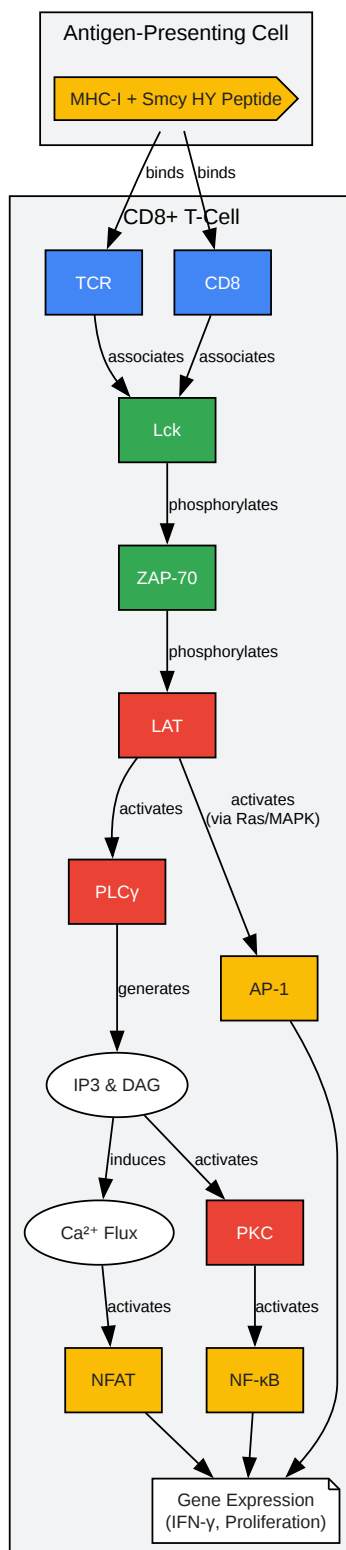 Antigen-Presenting Cell
MHC-I + Smcy HY Peptide
binds
binds
CD8+ T-Cell
TCR
CD8
associates
associates
Lck
phosphorylates
ZAP-70
phosphorylates
LAT
activates
activates
(via Ras/MAPK)
PLCγ
generates
AP-1
IP3 & DAG
induces
activates
Ca²⁺ Flux
PKC
activates
activates
NFAT
NF-κB
Gene Expression
(IFN-γ, Proliferation)